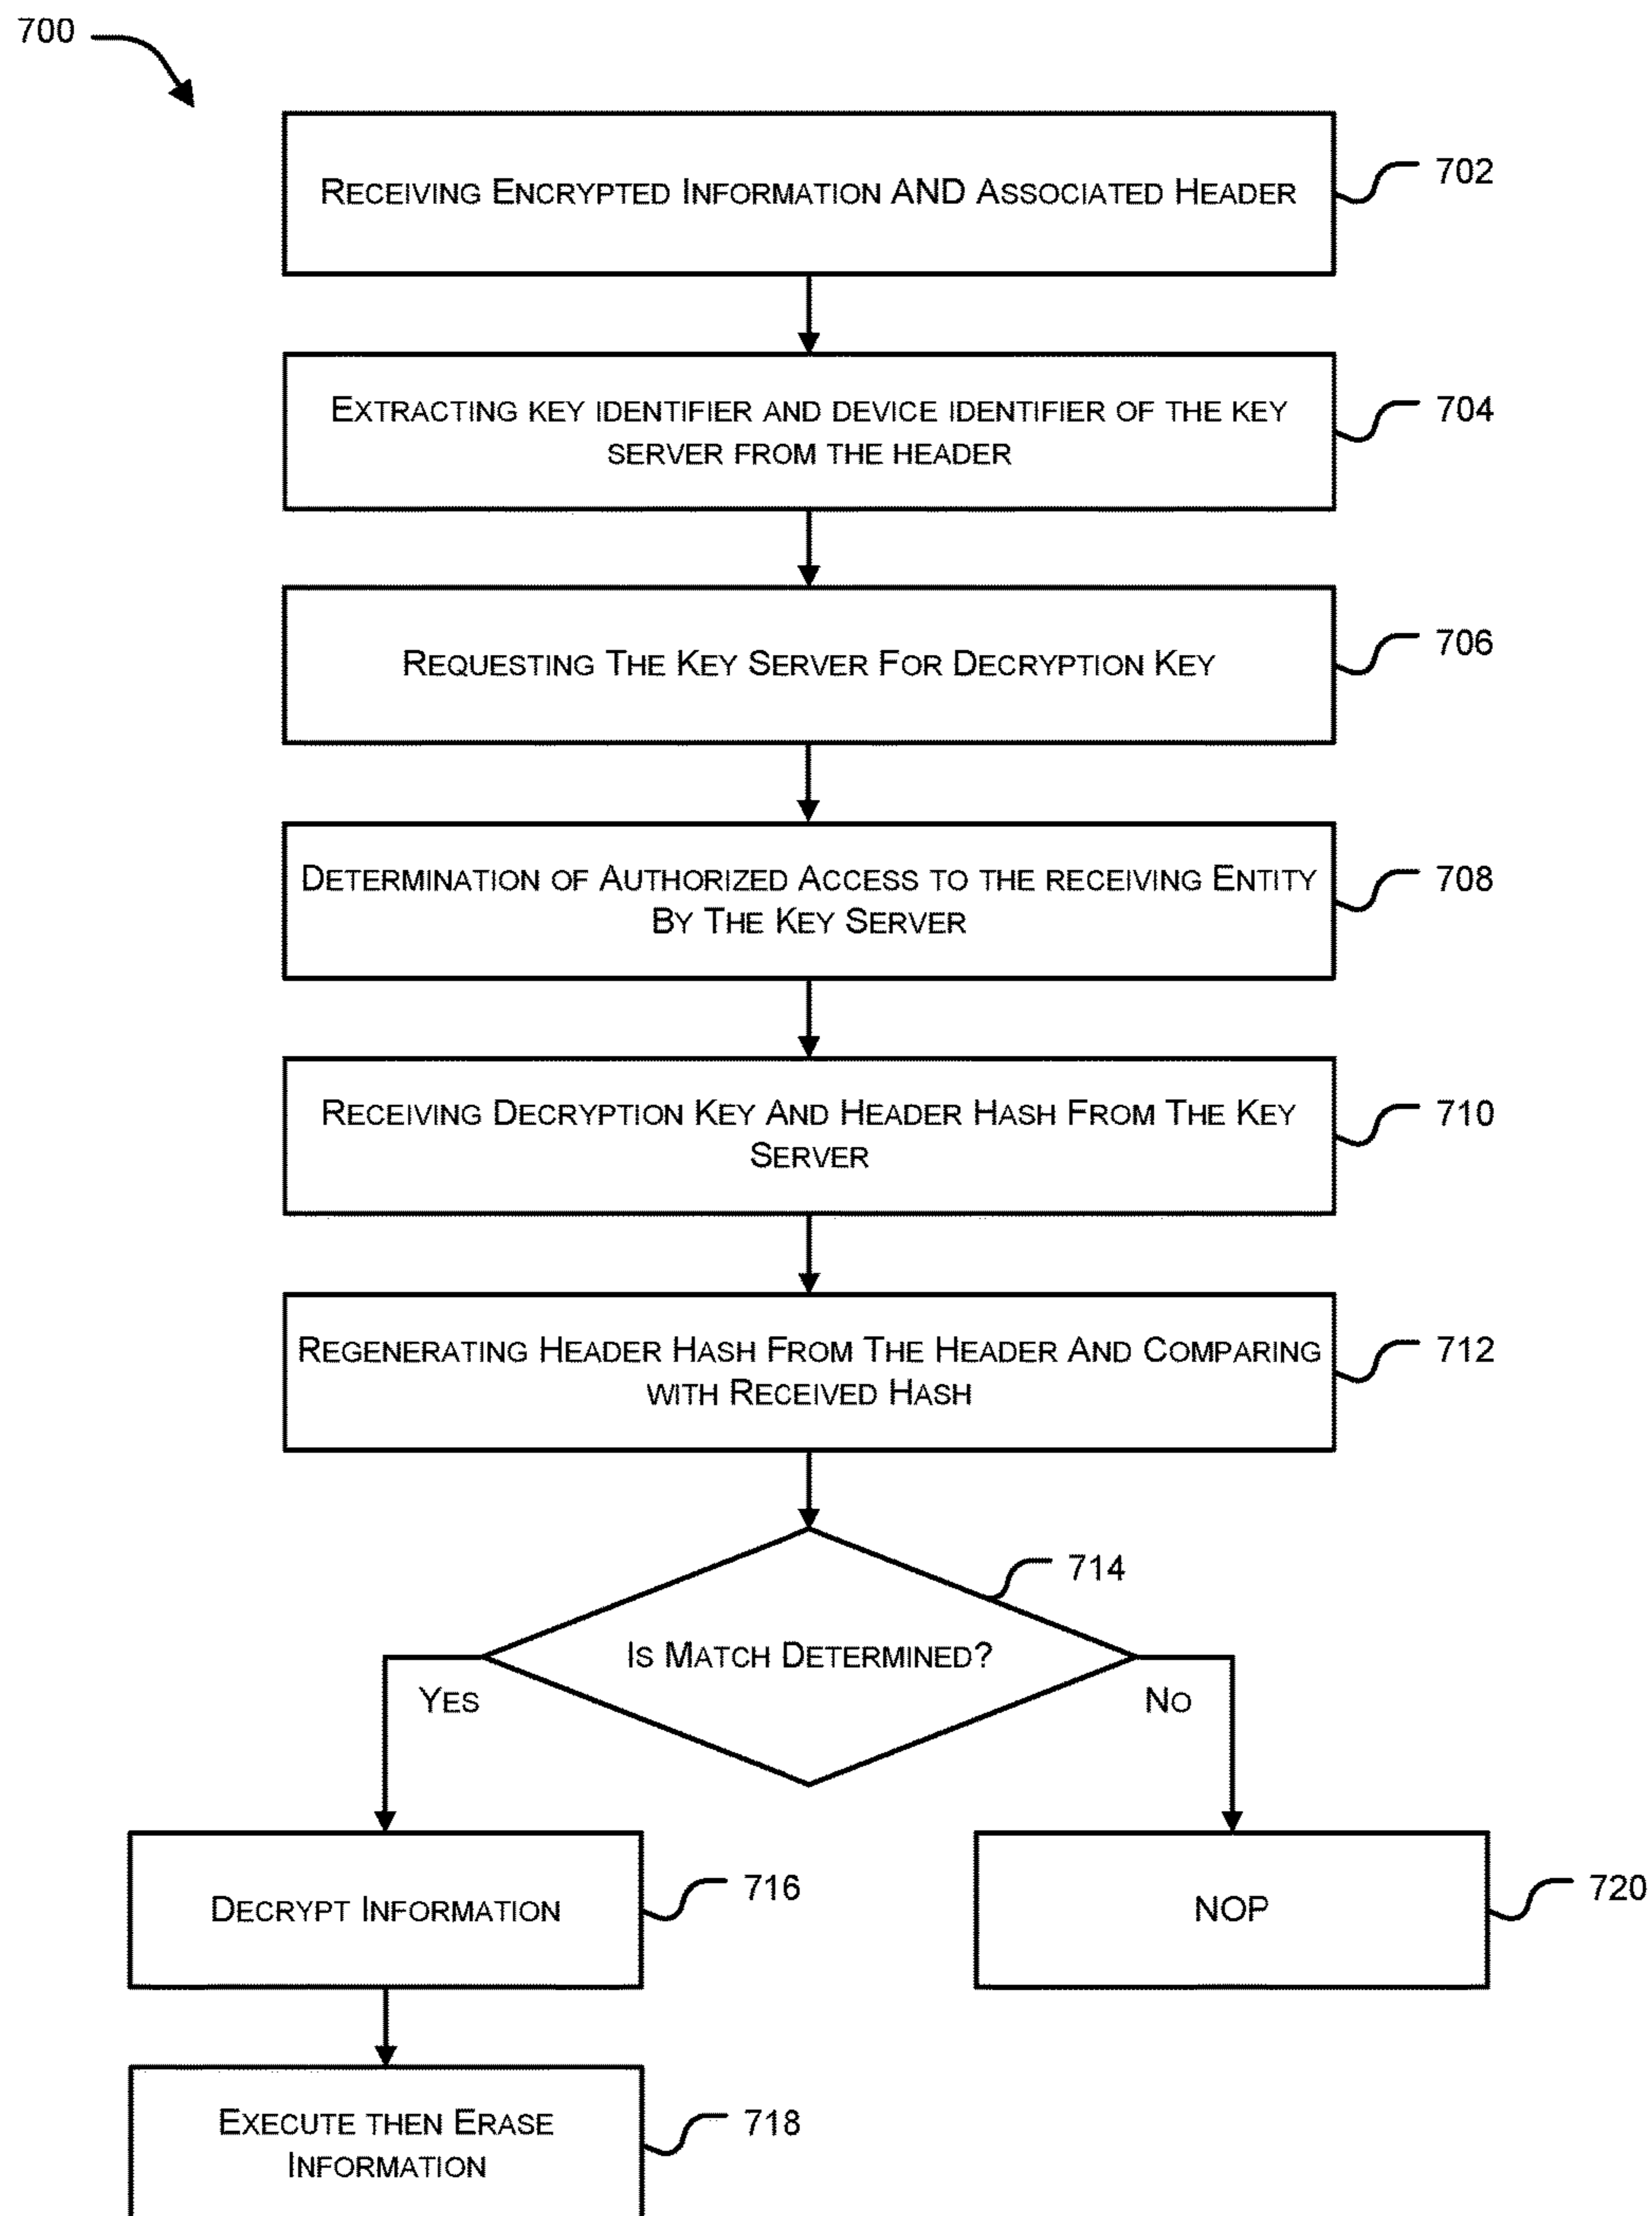 700
RECEIVING ENCRYPTED INFORMATION AND ASSOCIATED HEADER
702
EXTRACTING KEY IDENTIFIER AND DEVICE IDENTIFIER OF THE KEY
SERVER FROM THE HEADER
704
REQUESTING THE KEY SERVER FOR DECRYPTION KEY
706
DETERMINATION OF AUTHORIZED ACCESS TO THE RECEIVING ENTITY
BY THE KEY SERVER
708
RECEIVING DECRYPTION KEY AND HEADER HASH FROM THE KEY
SERVER
710
REGENERATING HEADER HASH FROM THE HEADER AND COMPARING
WITH RECEIVED HASH
712
714
IS MATCH DETERMINED?
YES
NO
DECRYPT INFORMATION
716
NOP
720
EXECUTE THEN ERASE
INFORMATION
718